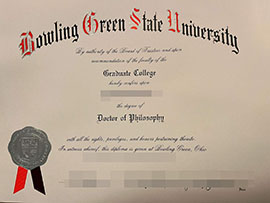 Bowling Green State University
By authority of the Board of Trustees and upon
recommendation of the faculty of the
Graduate College
hereby confers upon
the degree of
Doctor of Philosophy
with all the rights, privileges, and honors pertaining thereto.
In witness whereof, this diploma is given at Bowling Green, Ohio